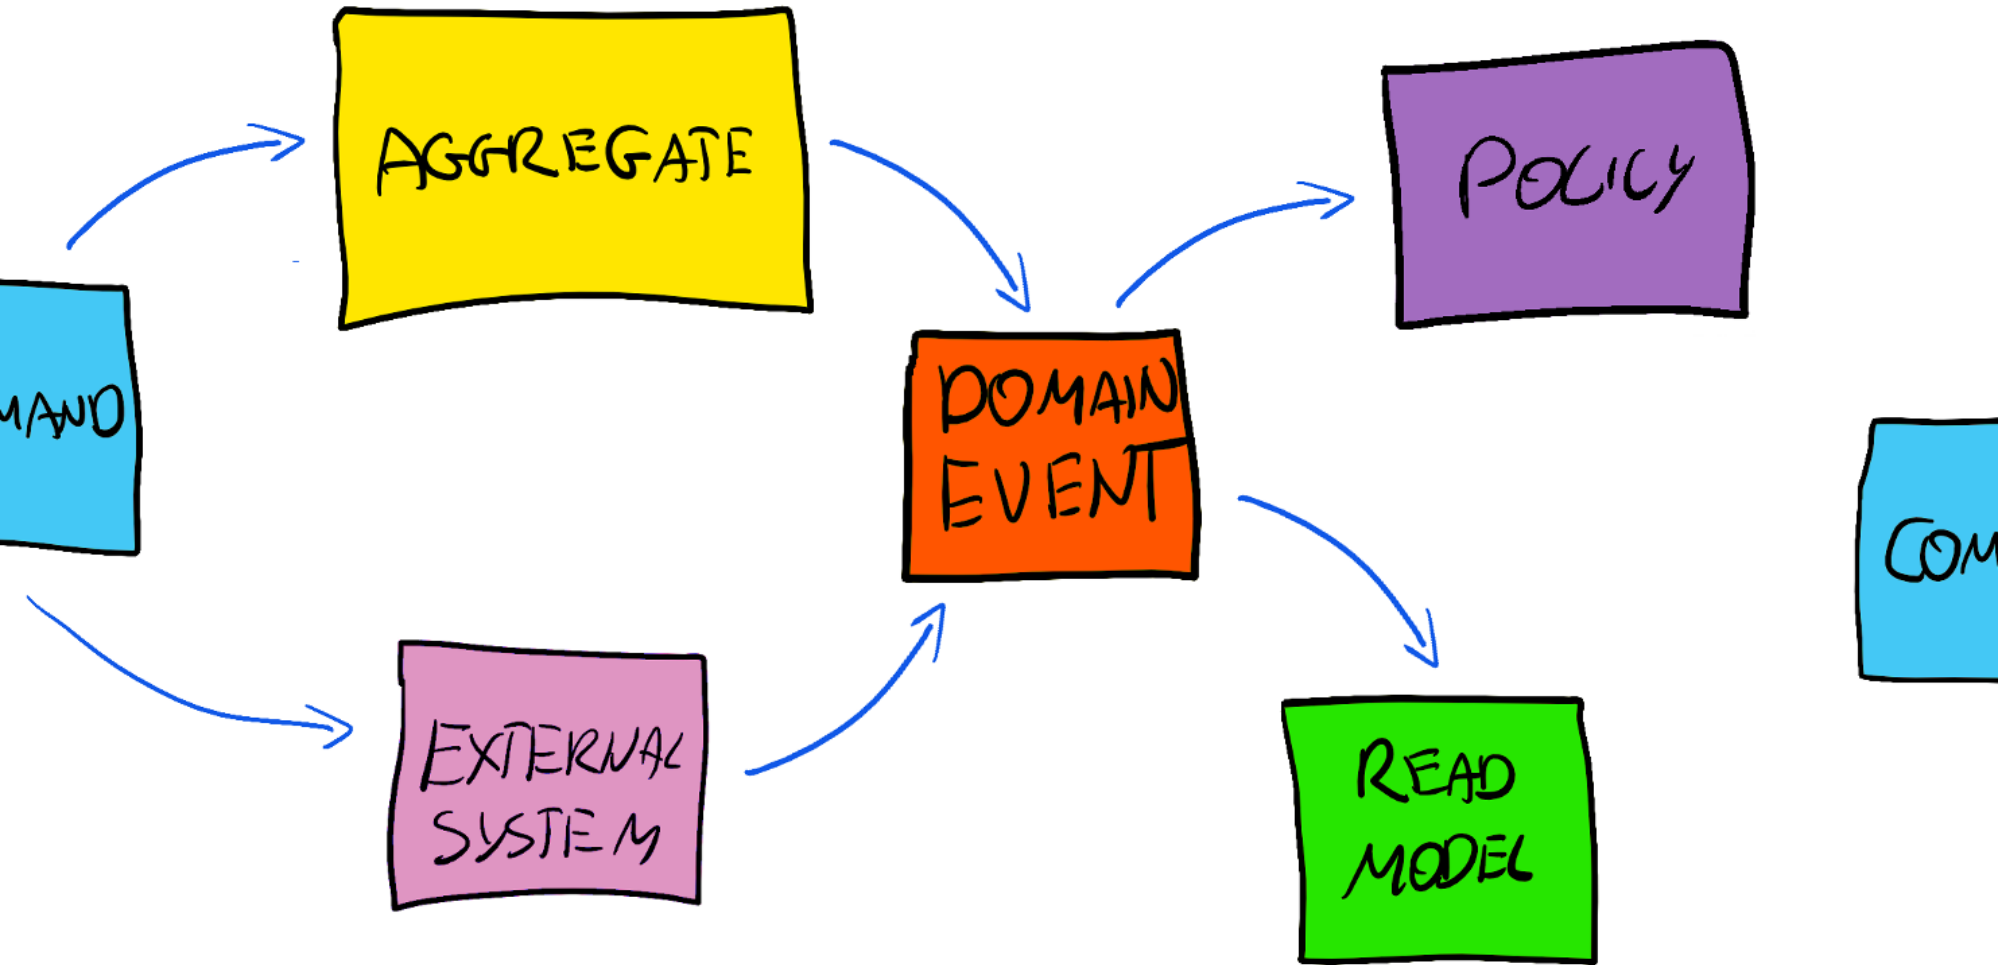 AGGREGATE
POLICY
MAND
DOMAIN
EVENT
COM
EXTERNAL
SYSTEM
READ
MODEL